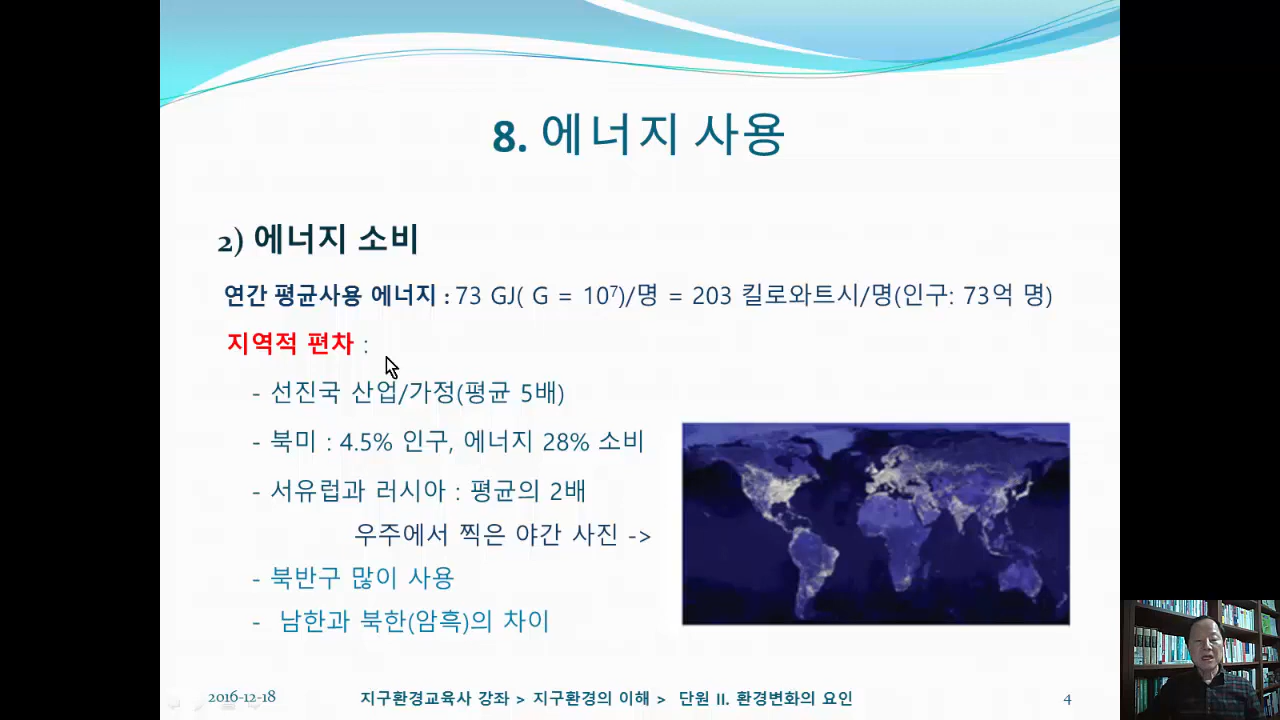 8. 에너지 사용
2) 에너지 소비
연간 평균사용 에너지 : 73 GJ( G = 10⁷)/명 = 203 킬로와트시/명(인구: 73억 명)
지역적 편차 :
- 선진국 산업/가정(평균 5배)
- 북미 : 4.5% 인구, 에너지 28% 소비
- 서유럽과 러시아 : 평균의 2배
우주에서 찍은 야간 사진 ->
- 북반구 많이 사용
- 남한과 북한(암흑)의 차이
2016-12-18
지구환경교육사 강좌 > 지구환경의 이해 > 단원 II. 환경변화의 요인
4